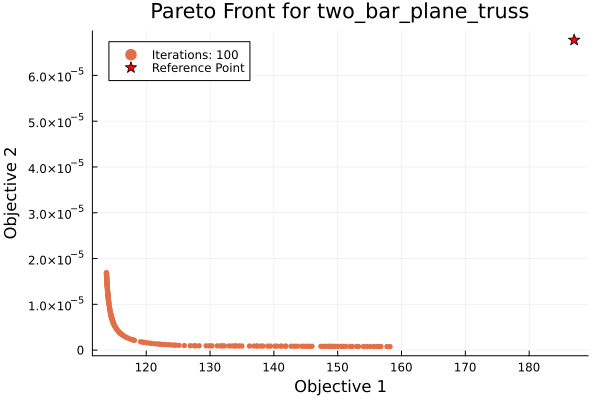 Pareto Front for two_bar_plane_truss
Iterations: 100
Reference Point
6.0×10⁻⁵
5.0×10⁻⁵
4.0×10⁻⁵
3.0×10⁻⁵
2.0×10⁻⁵
1.0×10⁻⁵
0
Objective 2
120 130 140 150 160 170 180
Objective 1